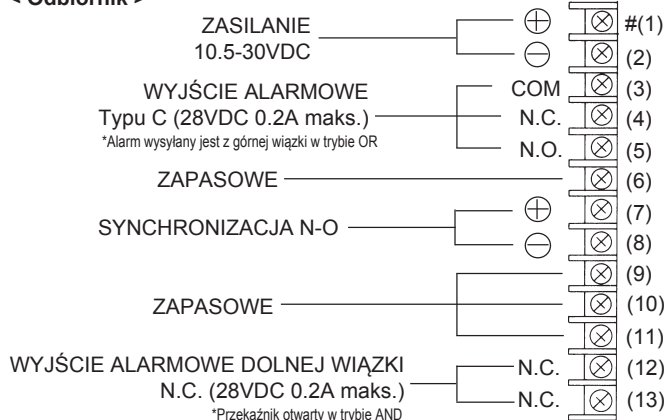 < Odbiornik >
ZASILANIE
10.5-30VDC
#(1)
(2)
WYJŚCIE ALARMOWE
Typu C (28VDC 0.2A maks.)
*Alarm wysyłany jest z górnej wiązki w trybie OR
COM (3)
N.C. (4)
N.O. (5)
ZAPASOWE (6)
SYNCHRONIZACJA N-O
(7)
(8)
ZAPASOWE
(9)
(10)
(11)
WYJŚCIE ALARMOWE DOLNEJ WIĄZKI
N.C. (28VDC 0.2A maks.)
*Przekaźnik otwarty w trybie AND
N.C. (12)
N.C. (13)